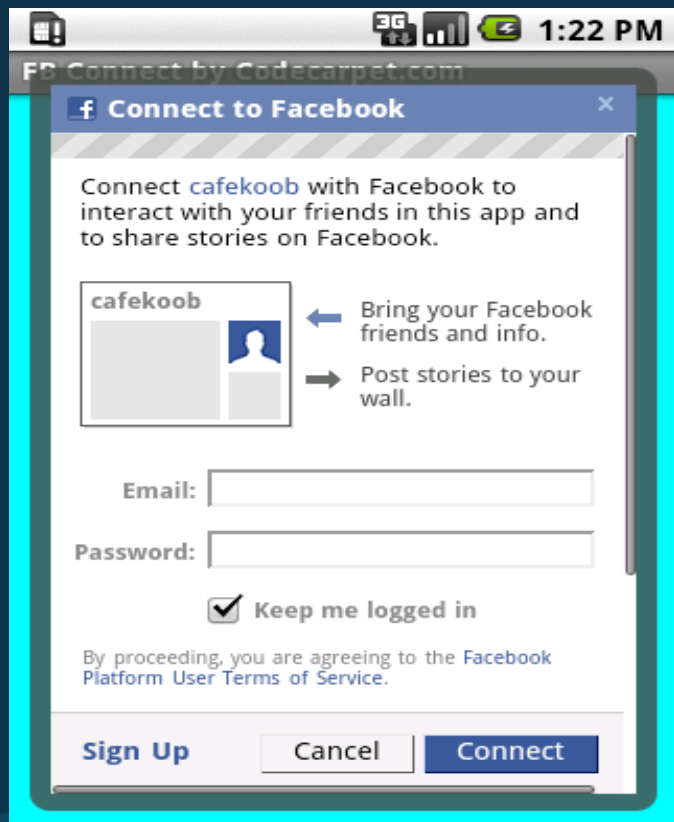 3G 1:22 PM
FB Connect by Codecarpet.com
f Connect to Facebook ×
Connect cafekoob with Facebook to
interact with your friends in this app and
to share stories on Facebook.
cafekoob
Bring your Facebook
friends and info.
Post stories to your
wall.
Email:
Password:
Keep me logged in
By proceeding, you are agreeing to the Facebook
Platform User Terms of Service.
Sign Up Cancel Connect